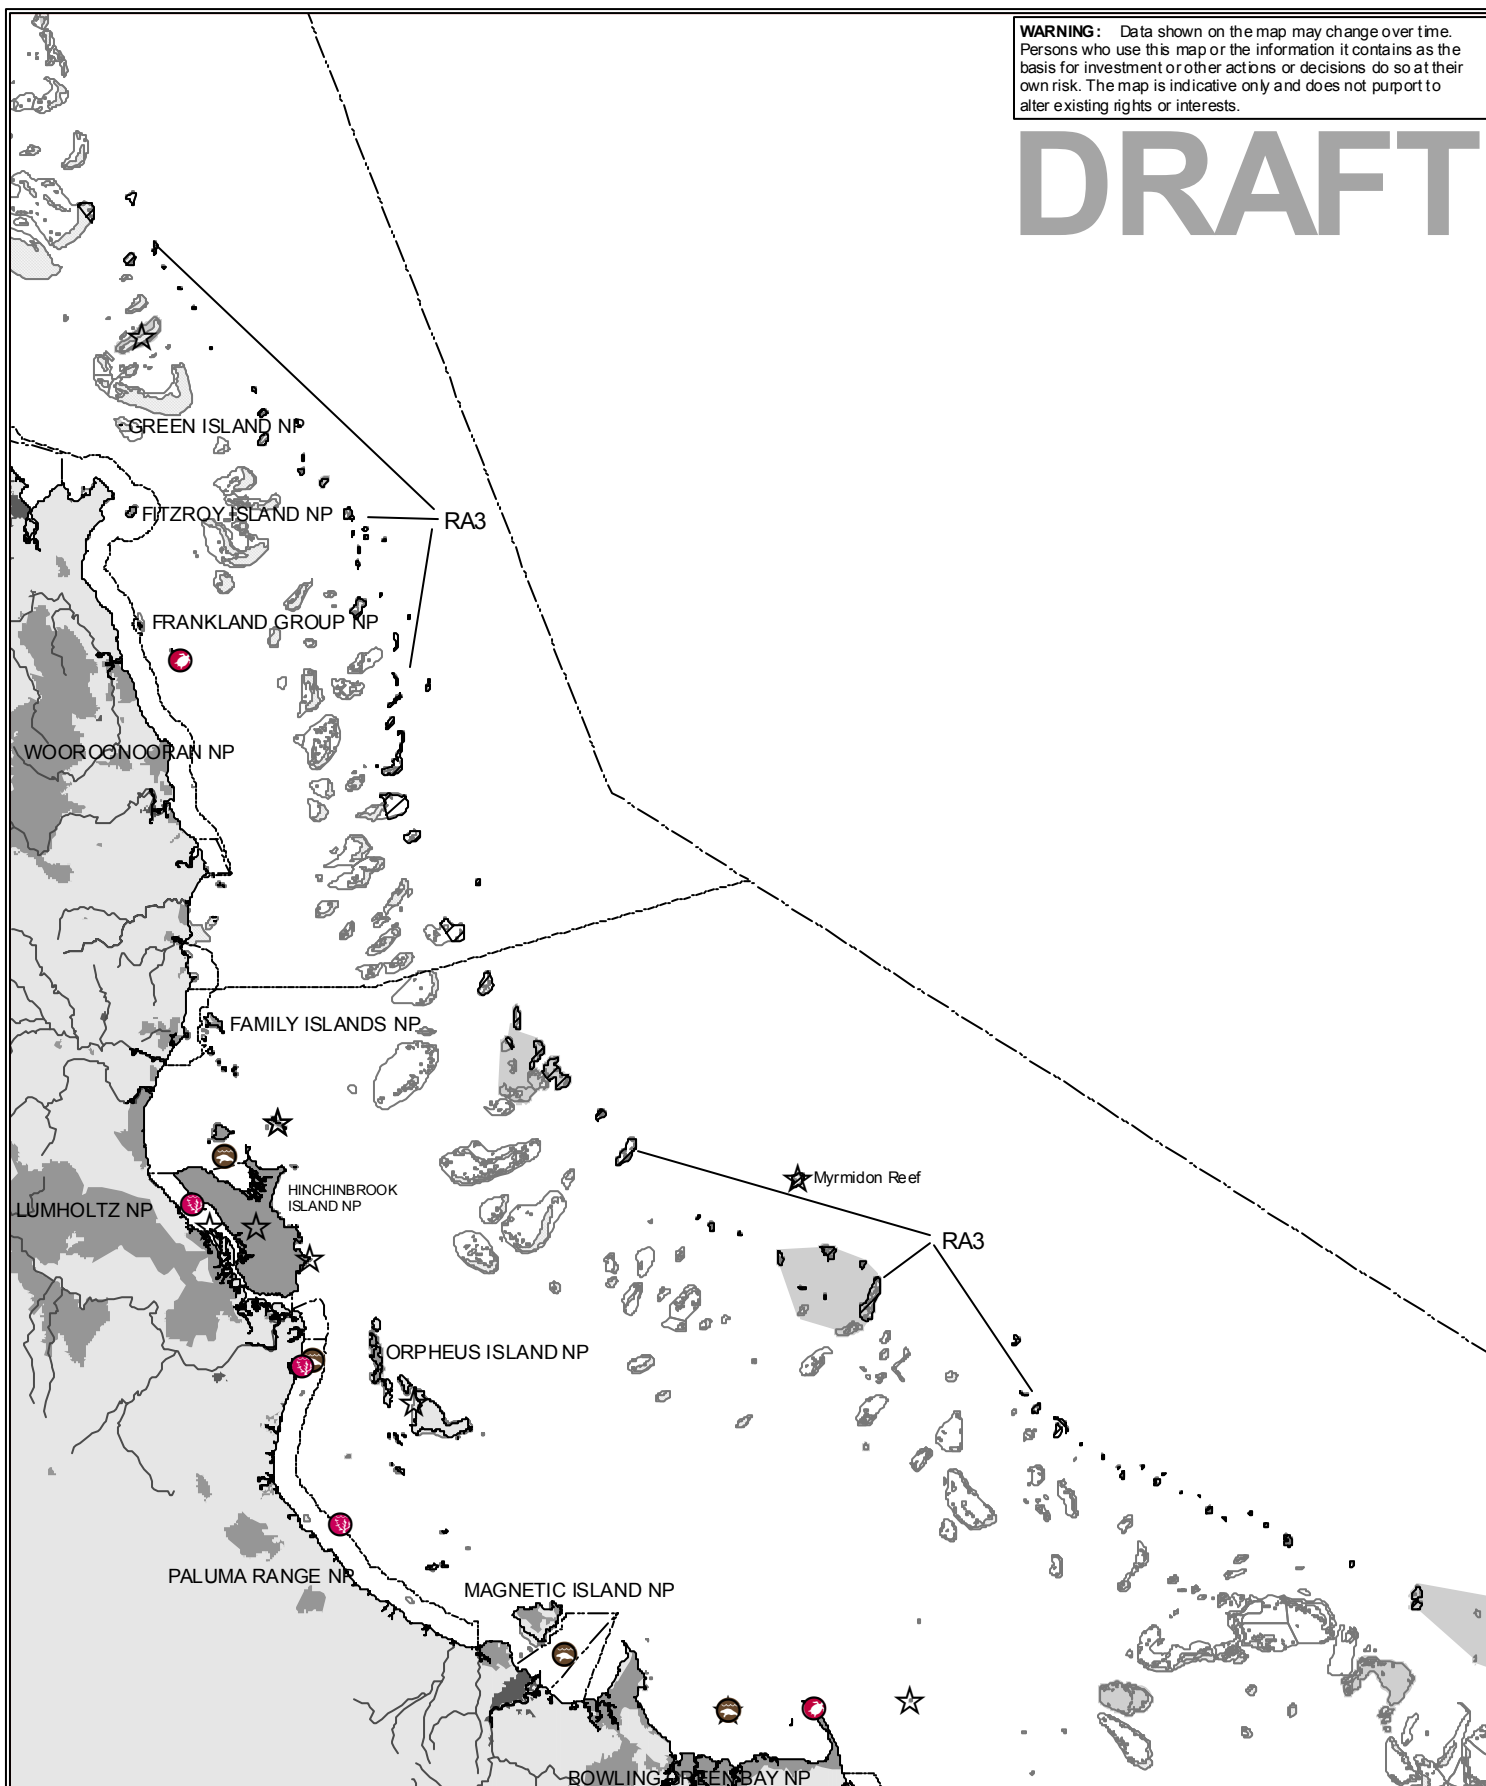 WARNING: Data shown on the map may change over time.
Persons who use this map or the information it contains as the
basis for investment or other actions or decisions do so at their
own risk. The map is indicative only and does not purport to
alter existing rights or interests.
DRAFT
GREEN ISLAND NP
FITZROY ISLAND NP
RA3
FRANKLAND GROUP NP
WOOROONOORAN NP
FAMILY ISLANDS NP
Myrmidon Reef
HINCHINBROOK
ISLAND NP
LUMHOLTZ NP
RA3
ORPHEUS ISLAND NP
PALUMA RANGE NP
MAGNETIC ISLAND NP
BOWLING GREEN BAY NP